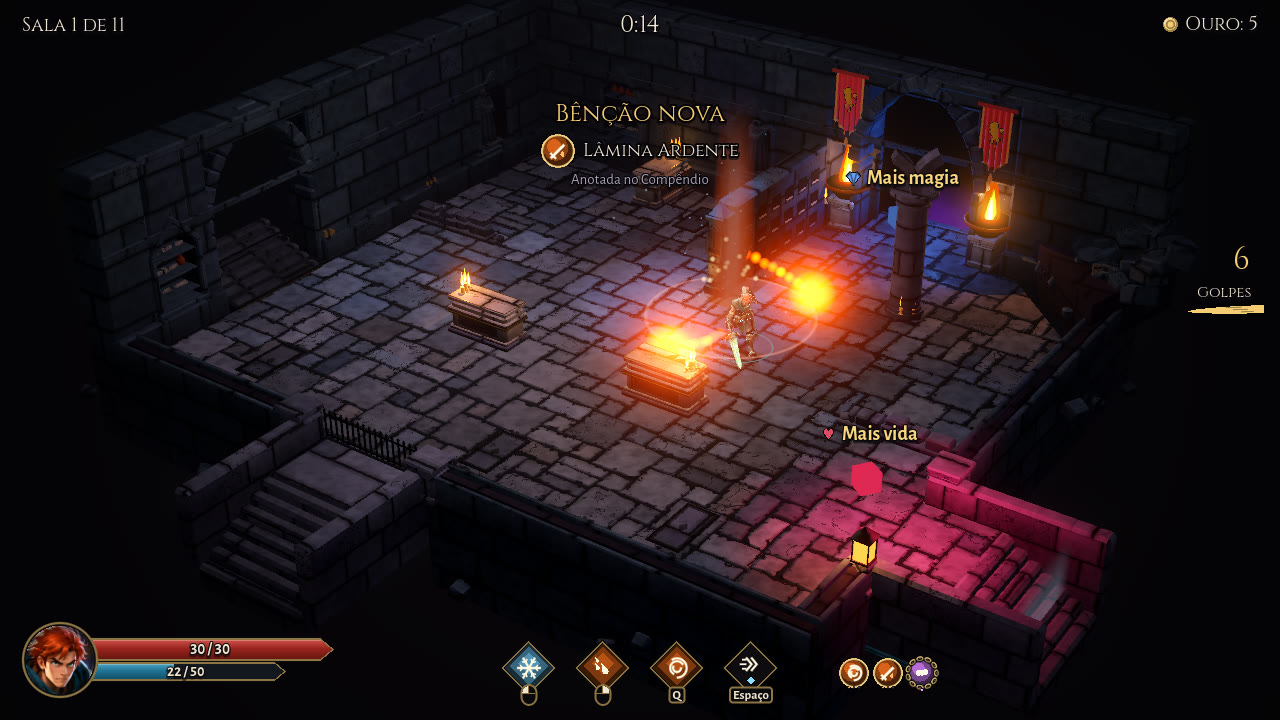 SALA 1 DE 11
0:14
OURO: 5
BÊNÇÃO NOVA
LÂMINA ARDENTE
Anotada no Compêndio
Mais magia
6
GOLPES
Mais vida
30/30
22/50
Q
Espaço